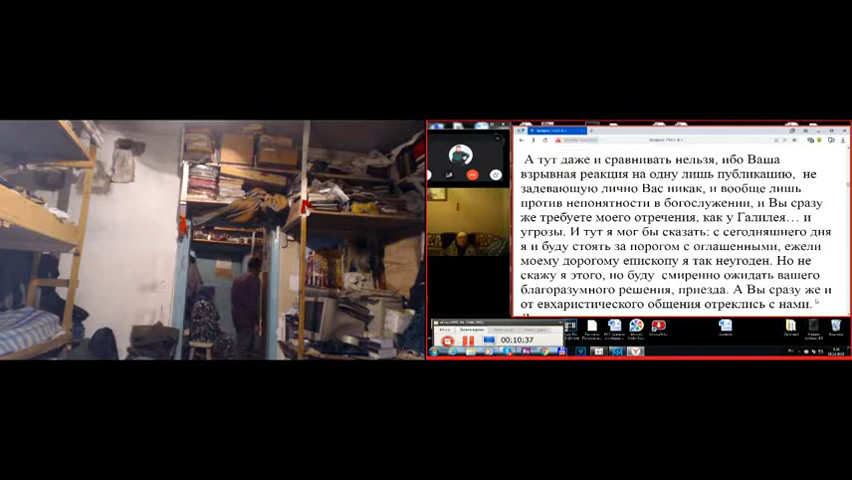 А тут даже и сравнивать нельзя, ибо Ваша
взрывная реакция на одну лишь публикацию, не
задевающую лично Вас никак, и вообще лишь
против непонятности в богослужении, и Вы сразу
же требуете моего отречения, как у Галилея... и
угрозы. И тут я мог бы сказать: с сегодняшнего дня
я и буду стоять за порогом с оглашенными, ежели
моему дорогому епископу я так неугоден. Но не
скажу я этого, но буду смиренно ожидать вашего
благоразумного решения, приезда. А Вы сразу же и
от евхаристического общения отреклись с нами.
00:10:37